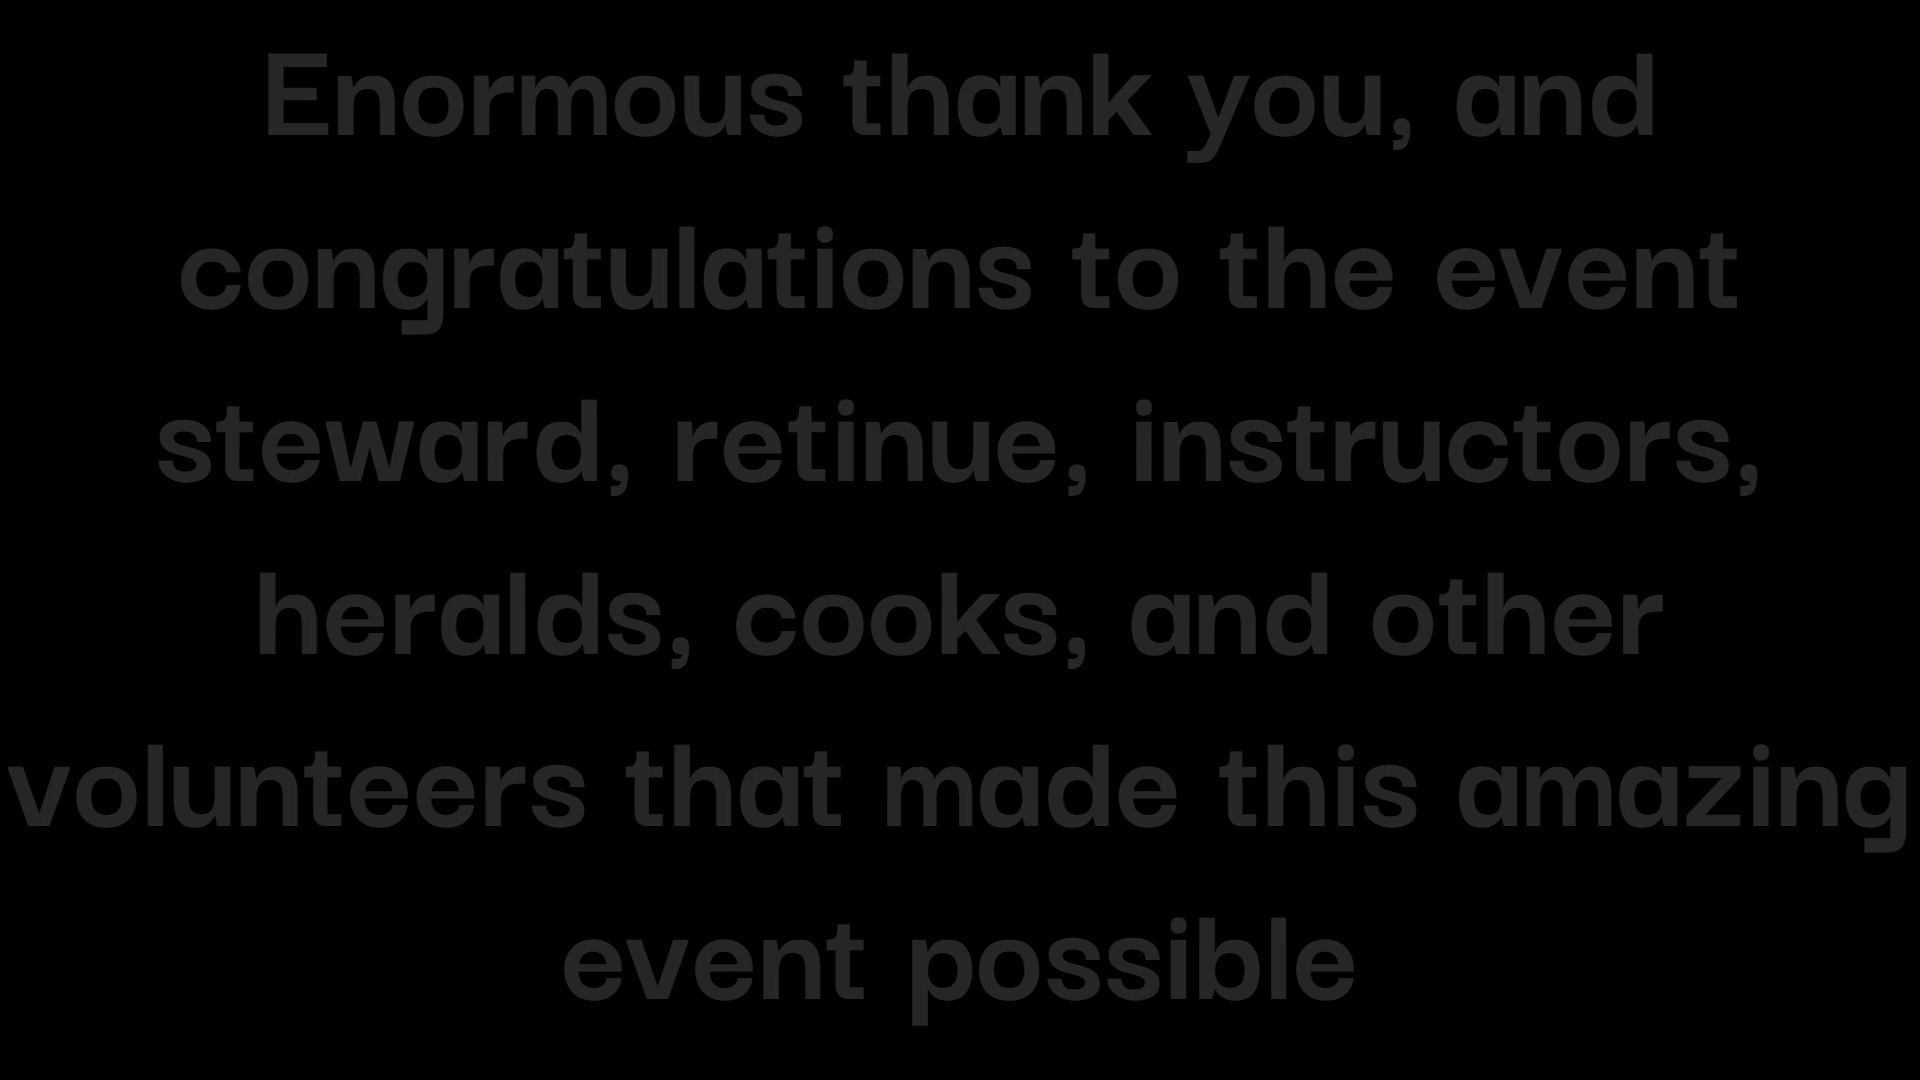 Enormous thank you, and
congratulations to the event
steward, retinue, instructors,
heralds, cooks, and other
volunteers that made this amazing
event possible